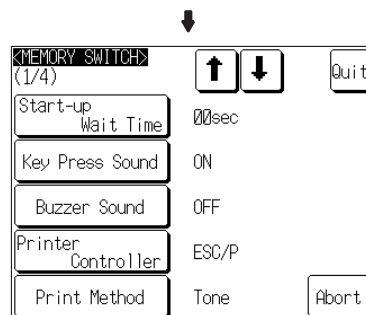 <MEMORY SWITCH>
(1/4)
Quit
Start-up
Wait Time
00sec
Key Press Sound
ON
Buzzer Sound
OFF
Printer
Controller
ESC/P
Print Method
Tone
Abort